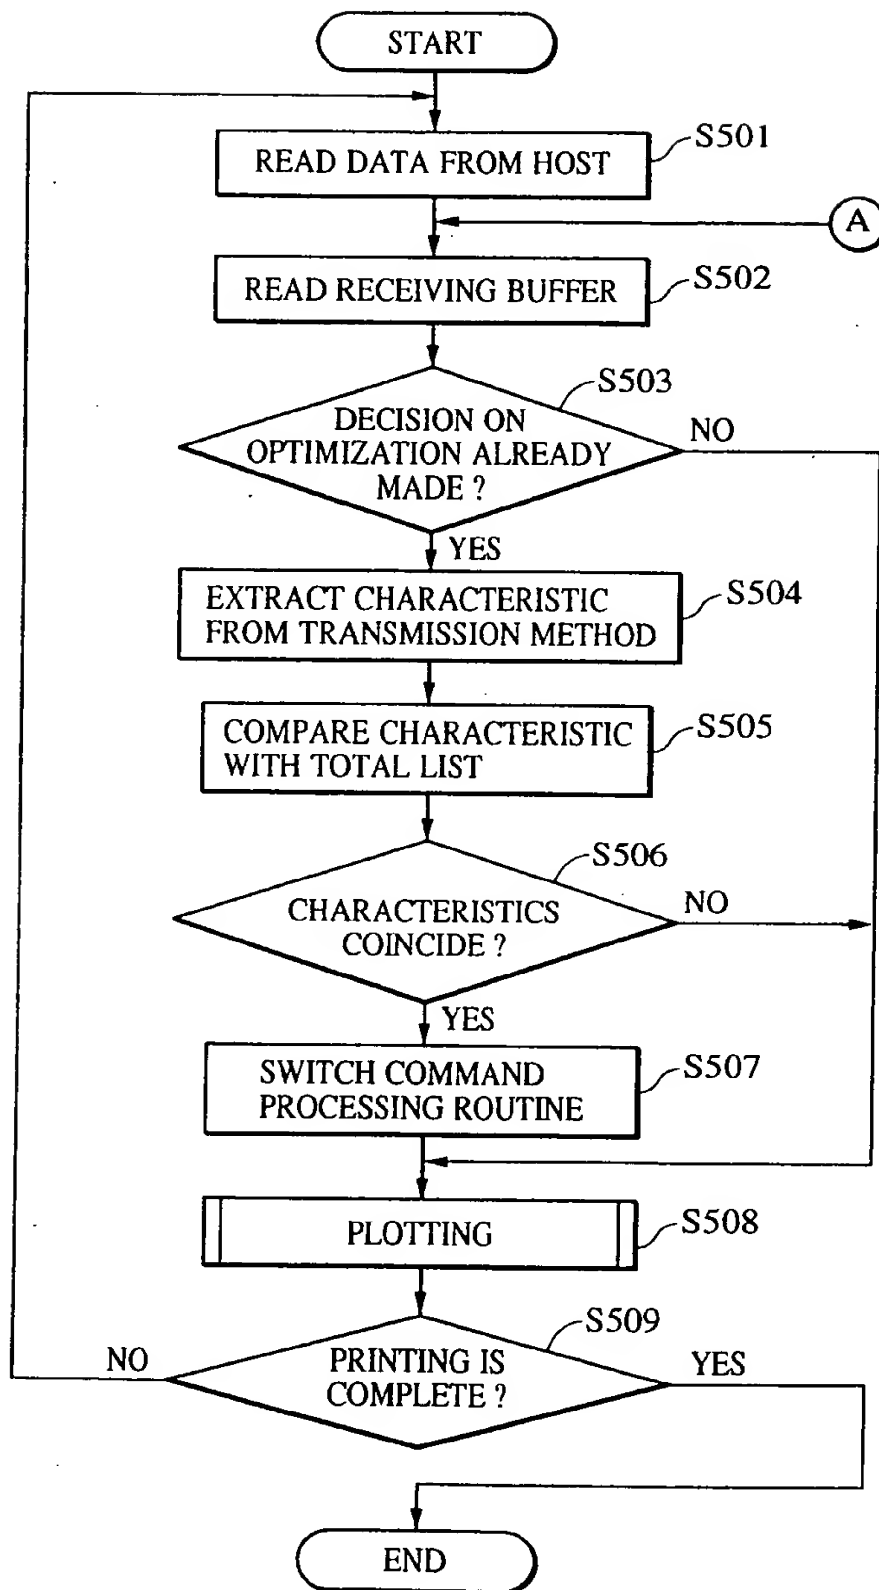 START
READ DATA FROM HOST
S501
A
READ RECEIVING BUFFER
S502
S503
DECISION ON
OPTIMIZATION ALREADY
MADE ?
NO
YES
EXTRACT CHARACTERISTIC
FROM TRANSMISSION METHOD
S504
COMPARE CHARACTERISTIC
WITH TOTAL LIST
S505
S506
CHARACTERISTICS
COINCIDE ?
NO
YES
SWITCH COMMAND
PROCESSING ROUTINE
S507
PLOTTING
S508
S509
NO
PRINTING IS
COMPLETE ?
YES
END